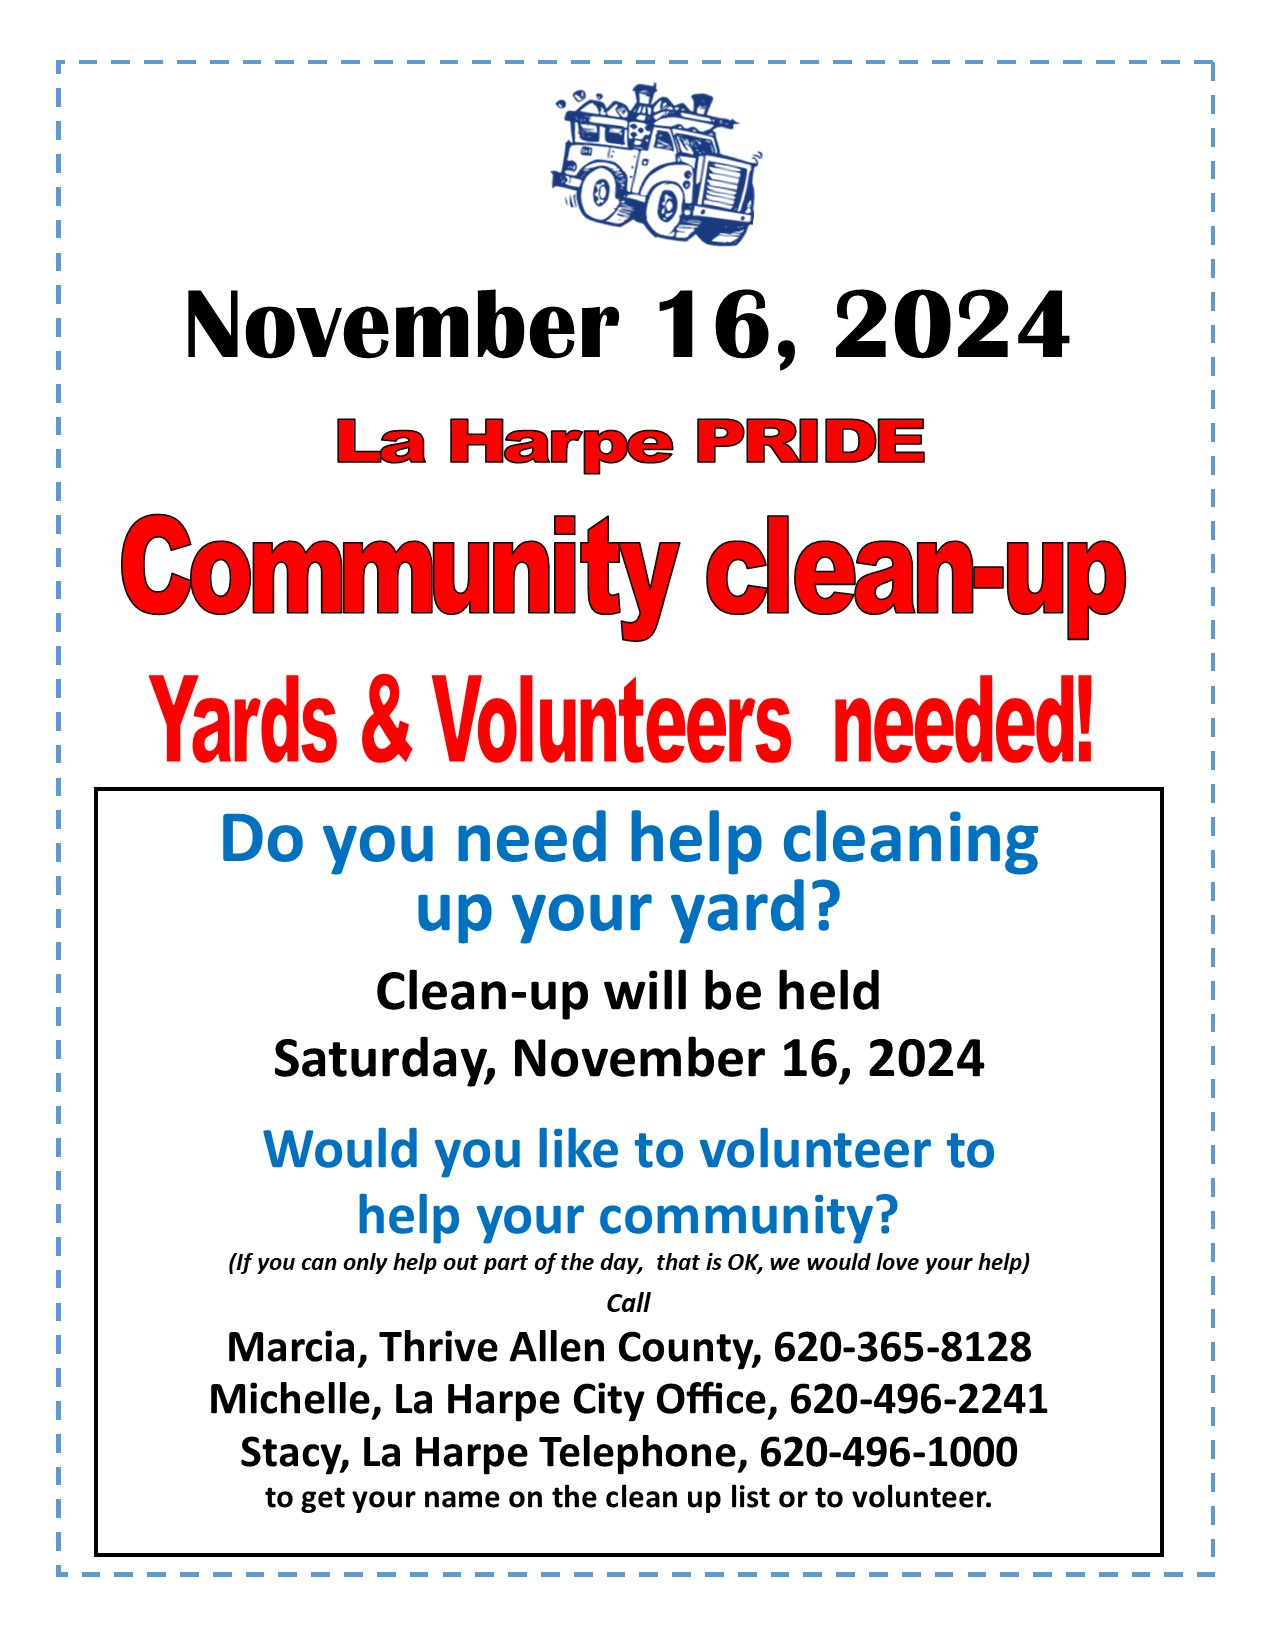 November 16, 2024
La Harpe PRIDE
Community clean-up
Yards & Volunteers needed!
Do you need help cleaning
up your yard?
Clean-up will be held
Saturday, November 16, 2024
Would you like to volunteer to
help your community?
(If you can only help out part of the day, that is OK, we would love your help)
Call
Marcia, Thrive Allen County, 620-365-8128
Michelle, La Harpe City Office, 620-496-2241
Stacy, La Harpe Telephone, 620-496-1000
to get your name on the clean up list or to volunteer.